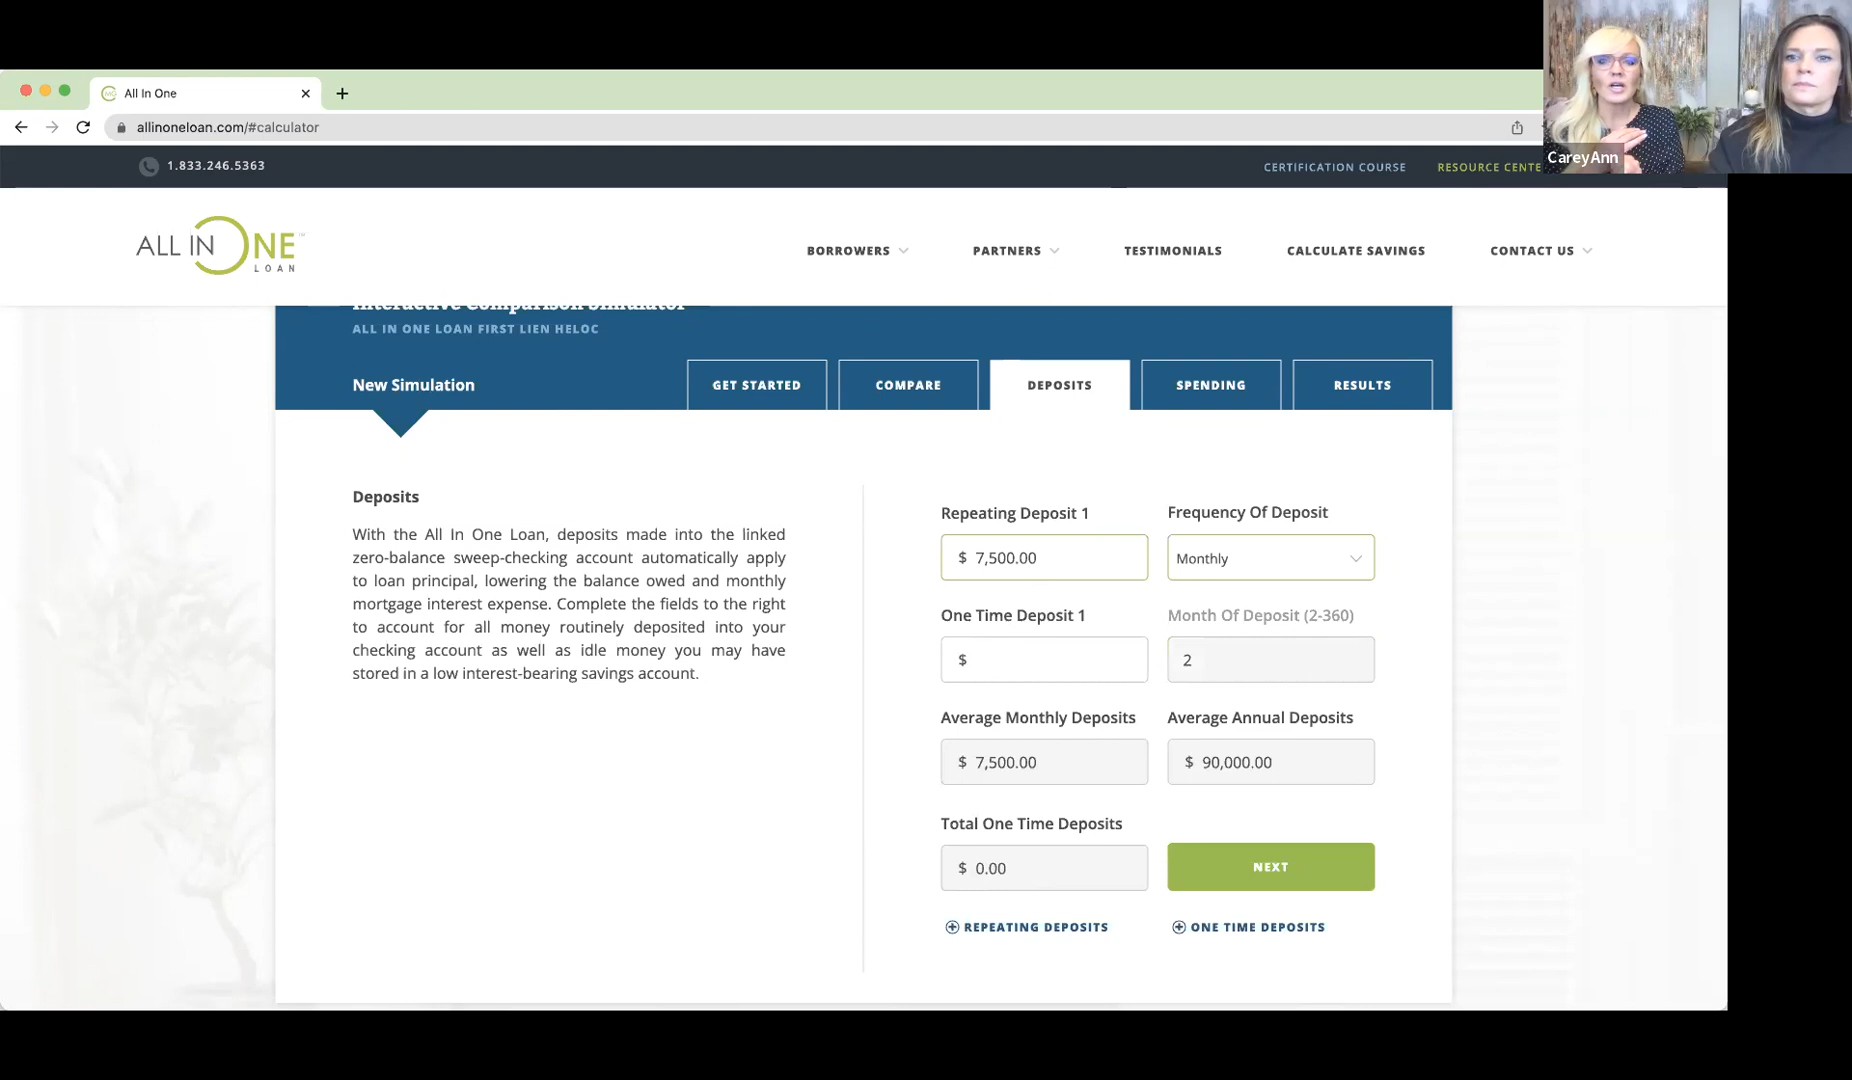 All In One
allinoneloan.com/#calculator
1.833.246.5363
CERTIFICATION COURSE
RESOURCE CENTE
CareyAnn
ALL IN ONE
LOAN
BORROWERS
PARTNERS
TESTIMONIALS
CALCULATE SAVINGS
CONTACT US
Interactive Comparison Simulator
ALL IN ONE LOAN FIRST LIEN HELOC
New Simulation
GET STARTED
COMPARE
DEPOSITS
SPENDING
RESULTS
Deposits
With the All In One Loan, deposits made into the linked
zero-balance sweep-checking account automatically apply
to loan principal, lowering the balance owed and monthly
mortgage interest expense. Complete the fields to the right
to account for all money routinely deposited into your
checking account as well as idle money you may have
stored in a low interest-bearing savings account.
Repeating Deposit 1
Frequency Of Deposit
$ 7,500.00
Monthly
One Time Deposit 1
Month Of Deposit (2-360)
$
2
Average Monthly Deposits
Average Annual Deposits
$ 7,500.00
$ 90,000.00
Total One Time Deposits
$ 0.00
NEXT
REPEATING DEPOSITS
ONE TIME DEPOSITS